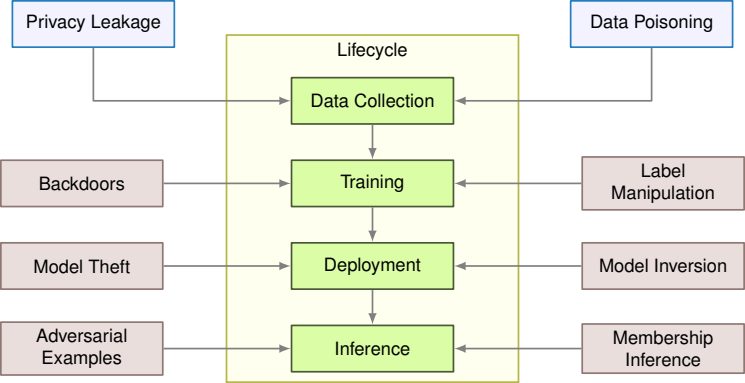 Privacy Leakage
Data Poisoning
Lifecycle
Data Collection
Backdoors
Training
Label
Manipulation
Model Theft
Deployment
Model Inversion
Adversarial
Examples
Inference
Membership
Inference